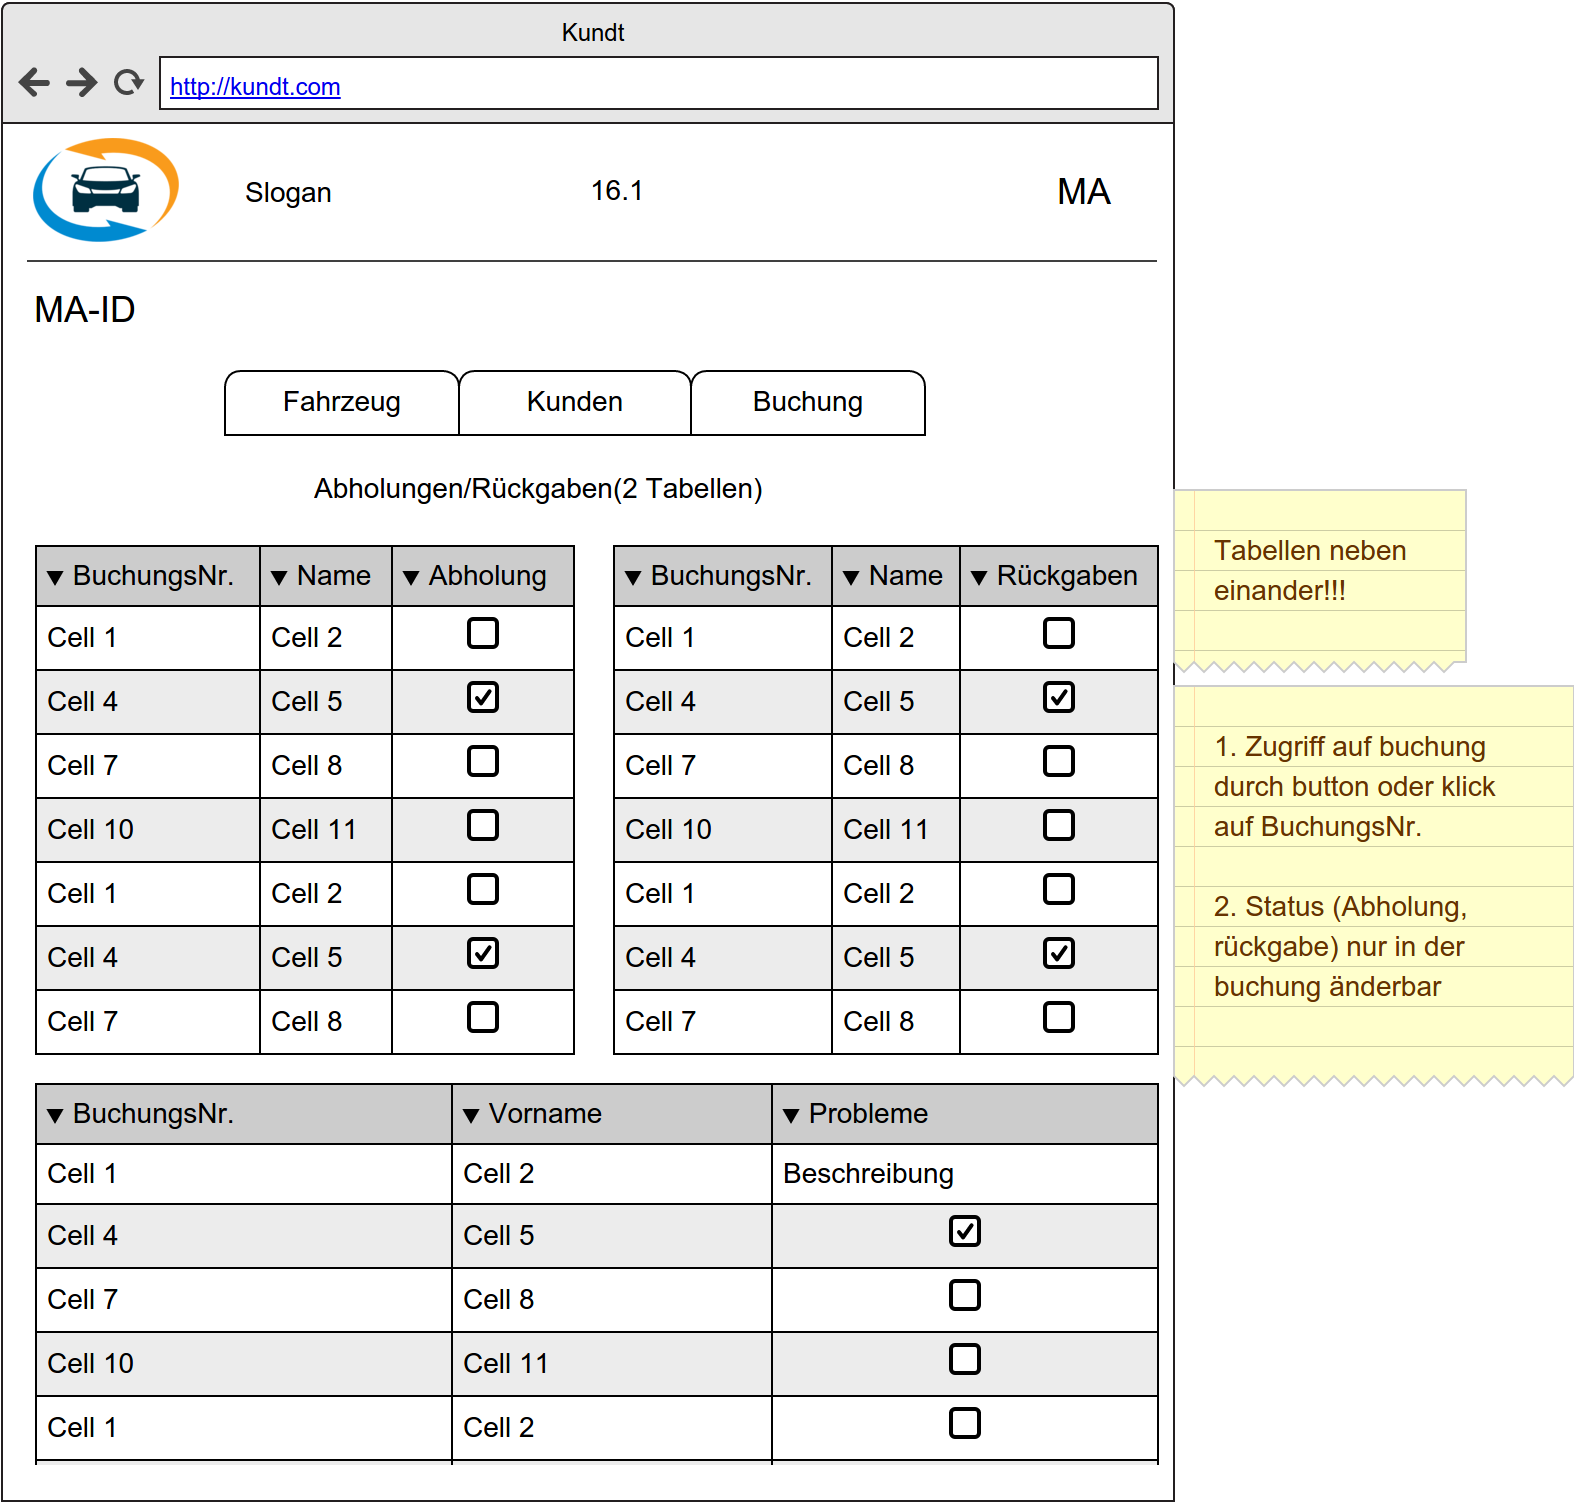 Kundt
http://kundt.com
Slogan 16.1 MA
MA-ID
Fahrzeug Kunden Buchung
Abholungen/Rückgaben(2 Tabellen)
BuchungsNr. Name Abholung
Cell 1 Cell 2
Cell 4 Cell 5
Cell 7 Cell 8
Cell 10 Cell 11
Cell 1 Cell 2
Cell 4 Cell 5
Cell 7 Cell 8
BuchungsNr. Name Rückgaben
Cell 1 Cell 2
Cell 4 Cell 5
Cell 7 Cell 8
Cell 10 Cell 11
Cell 1 Cell 2
Cell 4 Cell 5
Cell 7 Cell 8
BuchungsNr. Vorname Probleme
Cell 1 Cell 2 Beschreibung
Cell 4 Cell 5
Cell 7 Cell 8
Cell 10 Cell 11
Cell 1 Cell 2
Tabellen neben
einander!!!
1. Zugriff auf buchung
durch button oder klick
auf BuchungsNr.
2. Status (Abholung,
rückgabe) nur in der
buchung änderbar